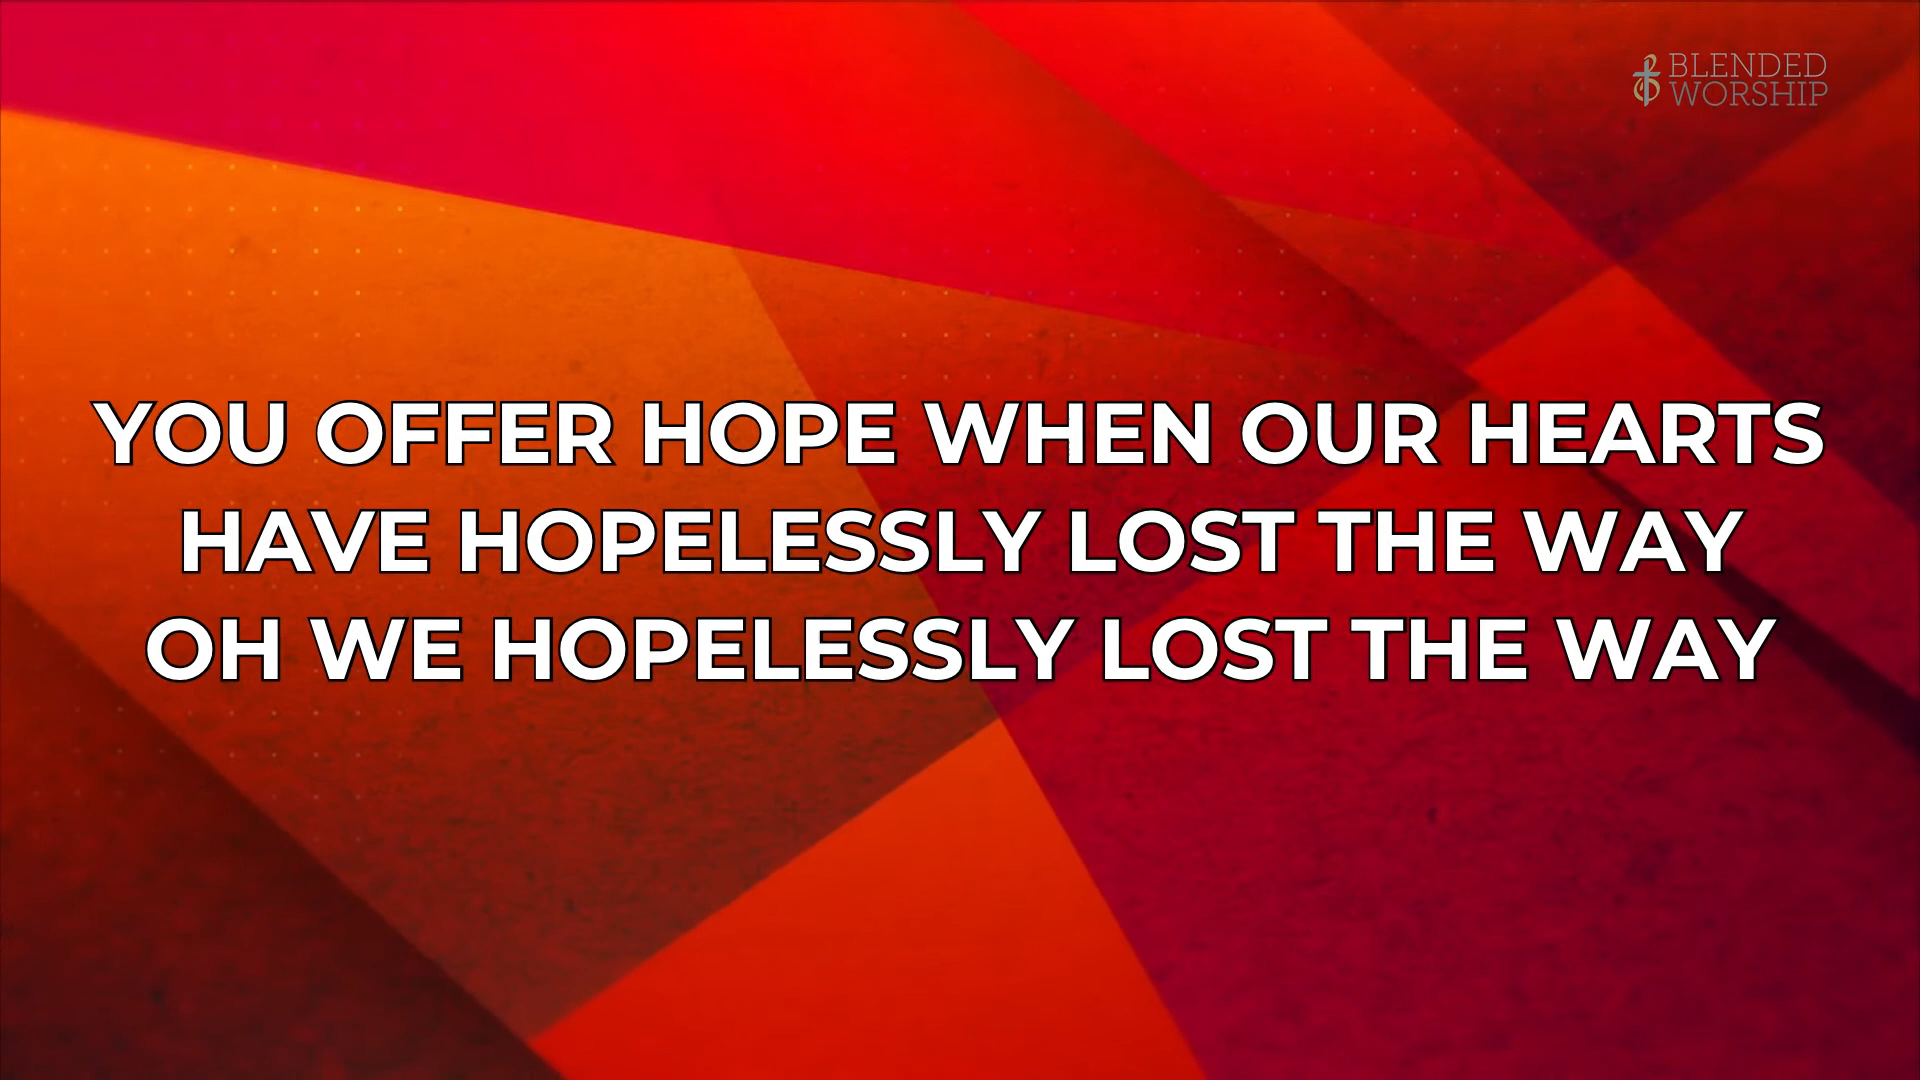 BLENDED
WORSHIP
YOU OFFER HOPE WHEN OUR HEARTS
HAVE HOPELESSLY LOST THE WAY
OH WE HOPELESSLY LOST THE WAY